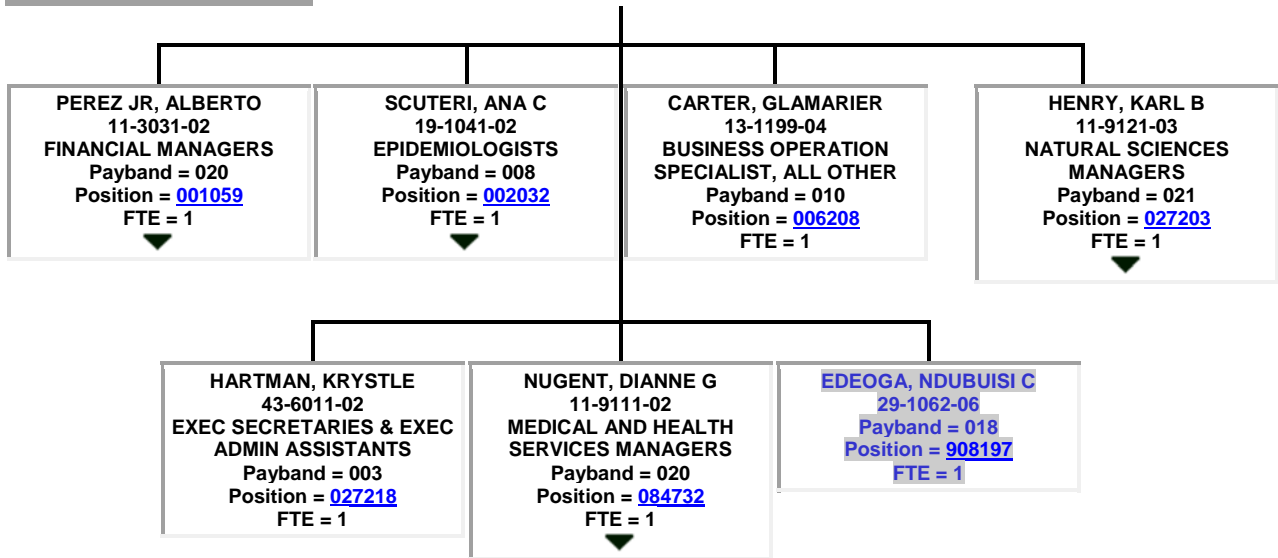 PEREZ JR, ALBERTO
11-3031-02
FINANCIAL MANAGERS
Payband = 020
Position = 001059
FTE = 1
SCUTERI, ANA C
19-1041-02
EPIDEMIOLOGISTS
Payband = 008
Position = 002032
FTE = 1
CARTER, GLAMARIER
13-1199-04
BUSINESS OPERATION
SPECIALIST, ALL OTHER
Payband = 010
Position = 006208
FTE = 1
HENRY, KARL B
11-9121-03
NATURAL SCIENCES
MANAGERS
Payband = 021
Position = 027203
FTE = 1
HARTMAN, KRYSTLE
43-6011-02
EXEC SECRETARIES & EXEC
ADMIN ASSISTANTS
Payband = 003
Position = 027218
FTE = 1
NUGENT, DIANNE G
11-9111-02
MEDICAL AND HEALTH
SERVICES MANAGERS
Payband = 020
Position = 084732
FTE = 1
EDEOGA, NDUBUISI C
29-1062-06
Payband = 018
Position = 908197
FTE = 1